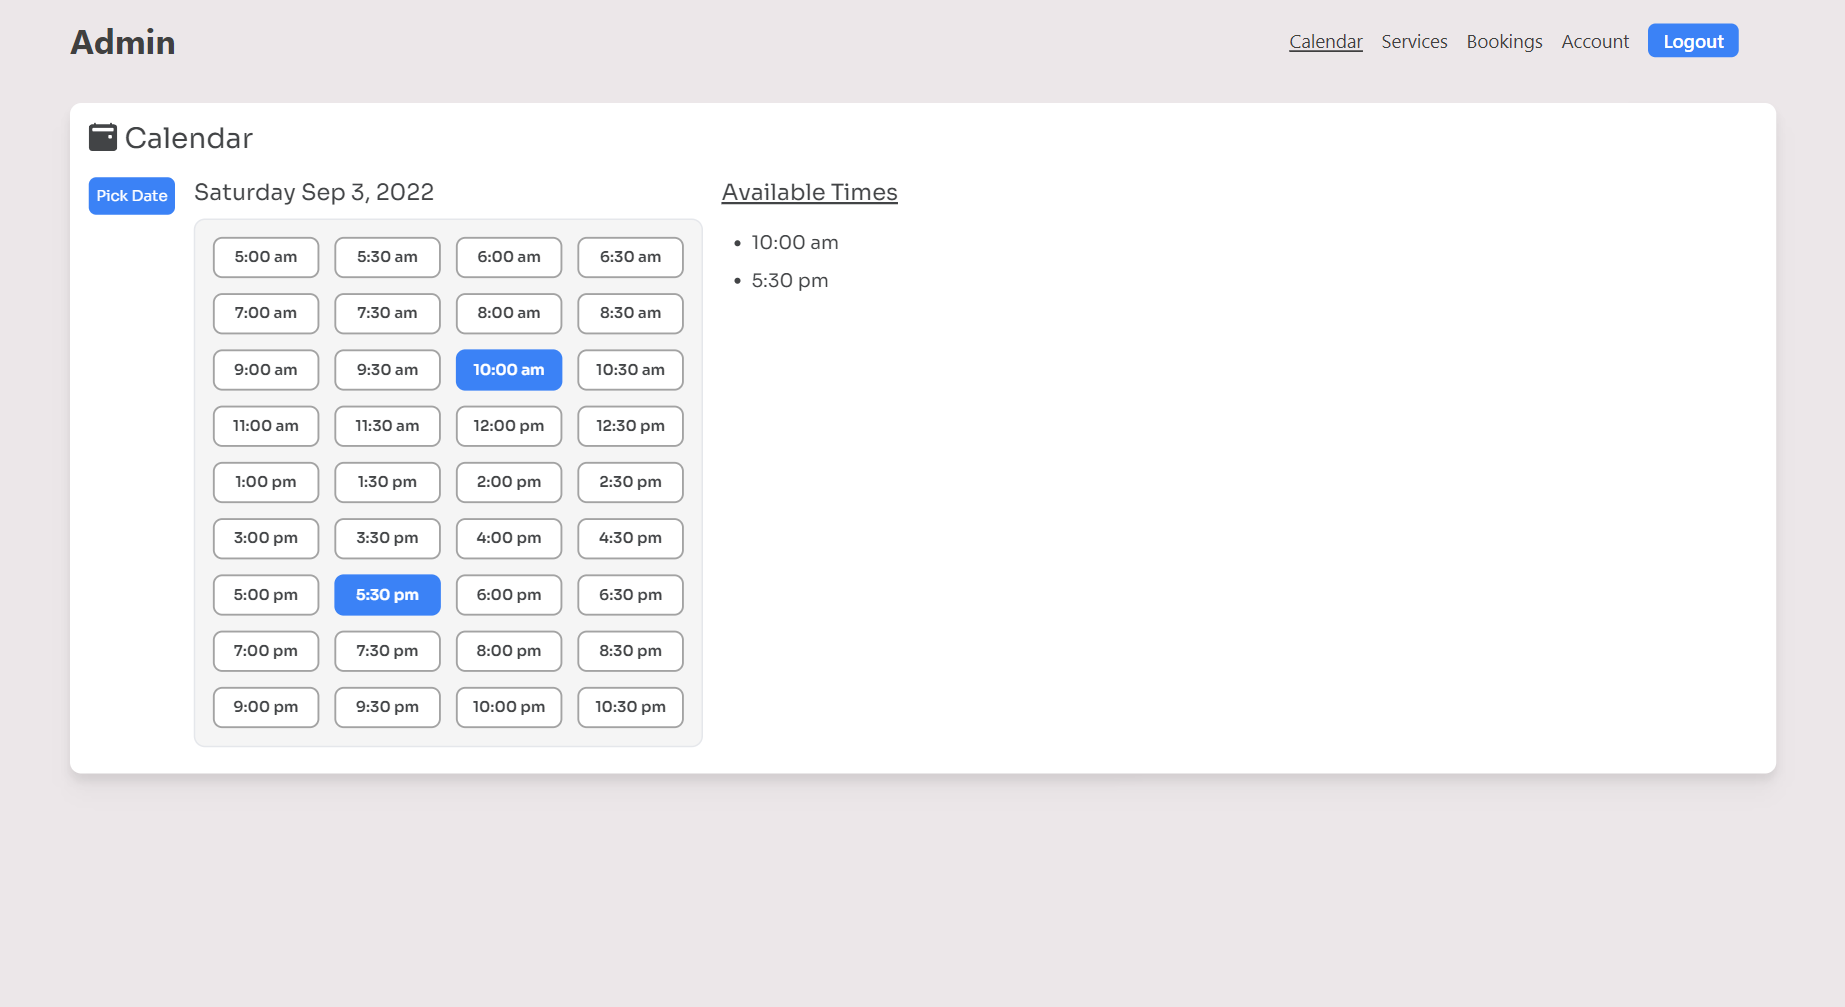 Admin
Calendar Services Bookings Account Logout
Calendar
Pick Date
Saturday Sep 3, 2022
5:00 am 5:30 am 6:00 am 6:30 am
7:00 am 7:30 am 8:00 am 8:30 am
9:00 am 9:30 am 10:00 am 10:30 am
11:00 am 11:30 am 12:00 pm 12:30 pm
1:00 pm 1:30 pm 2:00 pm 2:30 pm
3:00 pm 3:30 pm 4:00 pm 4:30 pm
5:00 pm 5:30 pm 6:00 pm 6:30 pm
7:00 pm 7:30 pm 8:00 pm 8:30 pm
9:00 pm 9:30 pm 10:00 pm 10:30 pm
Available Times
• 10:00 am
• 5:30 pm